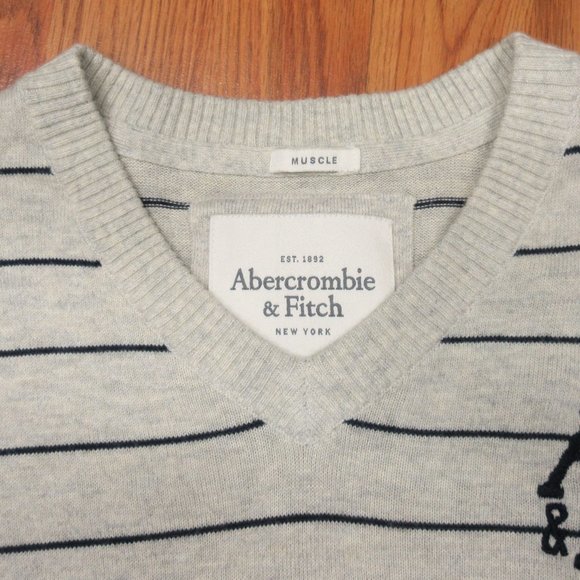 MUSCLE
EST. 1892
Abercrombie
& Fitch
NEW YORK
A
&